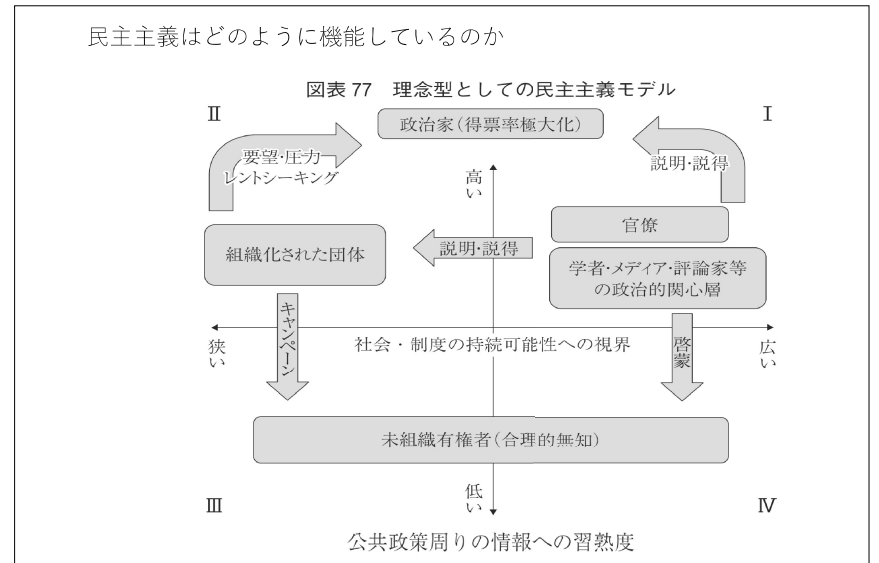 民主主義はどのように機能しているのか
図表 77　理念型としての民主主義モデル
Ⅱ
Ⅰ
政治家(得票率極大化)
要望・圧力
レントシーキング
説明・説得
高い
官僚
組織化された団体
説明・説得
学者・メディア・評論家等
の政治的関心層
キャンペーン
狭い
社会・制度の持続可能性への視界
啓蒙
広い
未組織有権者(合理的無知)
低い
Ⅲ
Ⅳ
公共政策周りの情報への習熟度